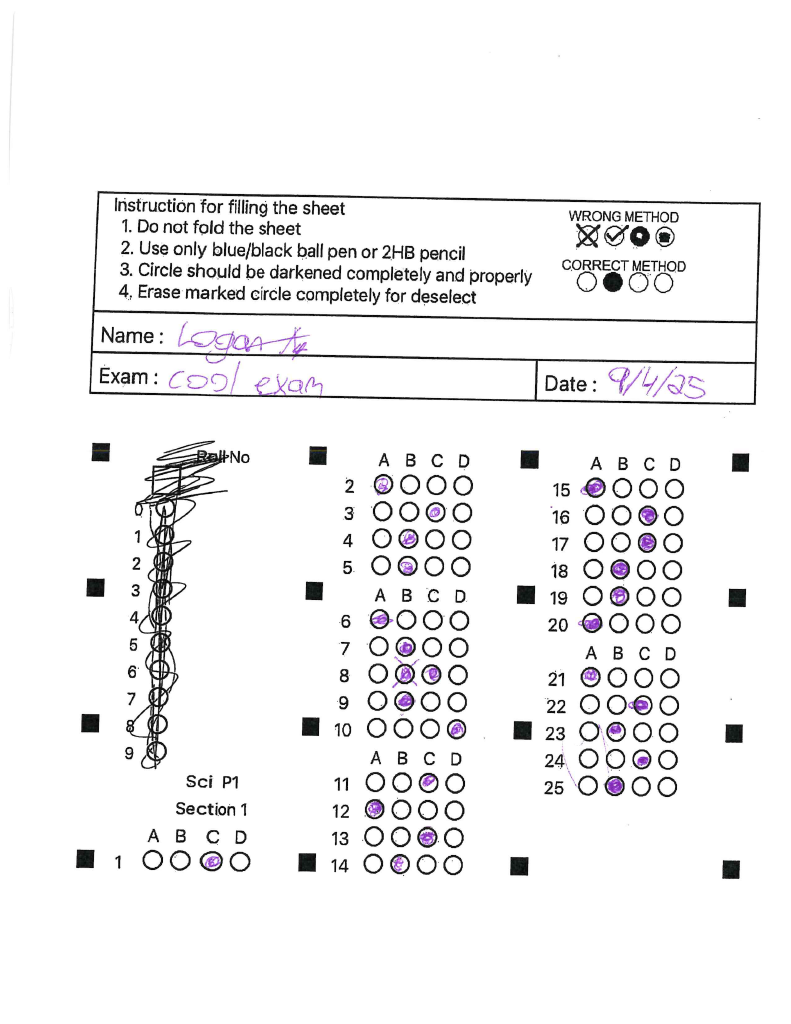 Instruction for filling the sheet
1. Do not fold the sheet
2. Use only blue/black ball pen or 2HB pencil
3. Circle should be darkened completely and properly
4. Erase marked circle completely for deselect
WRONG METHOD
CORRECT METHOD
Name : Logan
Exam : cool exam
Date : 9/4/25
Roll No
0
1
2
3
4
5
6
7
8
9
Sci P1
Section 1
A B C D
1
A B C D
2
3
4
5
A B C D
6
7
8
9
10
A B C D
11
12
13
14
A B C D
15
16
17
18
19
20
A B C D
21
22
23
24
25